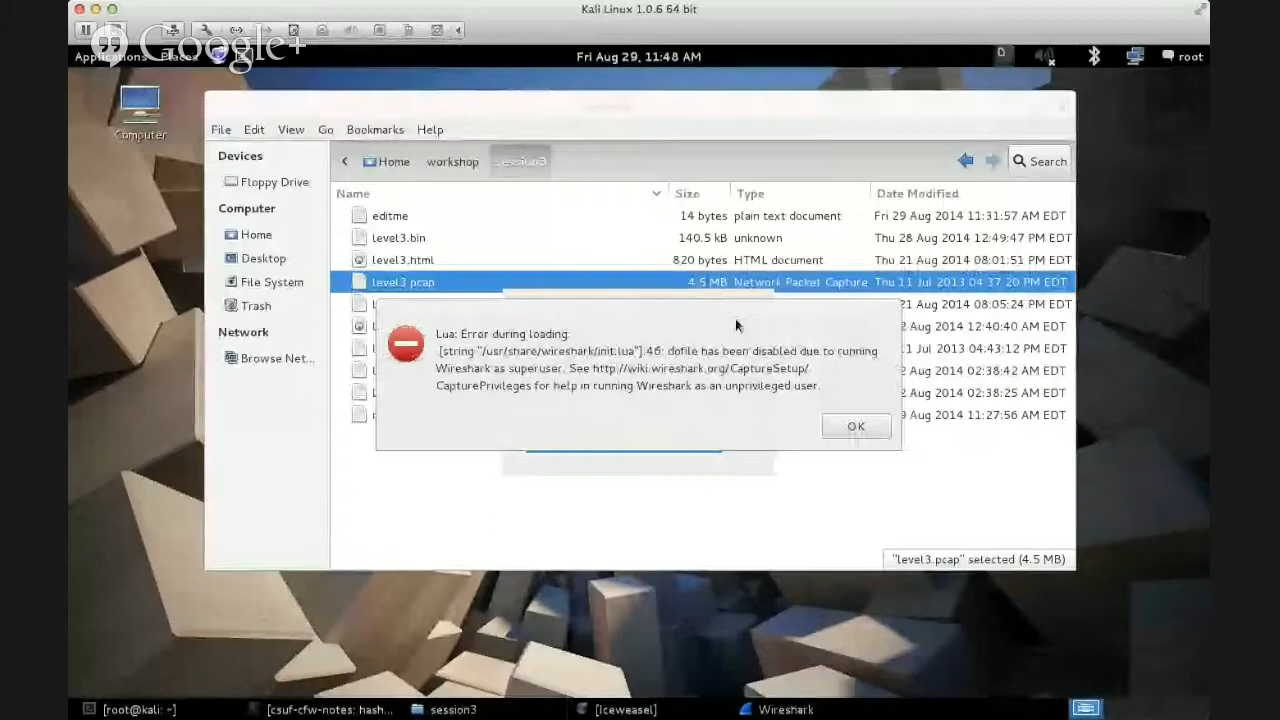 Kali Linux 1.0.6 64 bit
Google+
Applications Places
Fri Aug 29, 11:48 AM
root
Computer
File Edit View Go Bookmarks Help
Devices
Floppy Drive
Computer
Home
Desktop
File System
Trash
Network
Browse Net...
Home workshop session3
Search
Name Size Type Date Modified
editme 14 bytes plain text document Fri 29 Aug 2014 11:31:57 AM EDT
level3.bin 140.5 kB unknown Thu 28 Aug 2014 12:49:47 PM EDT
level3.html 820 bytes HTML document Thu 21 Aug 2014 08:01:51 PM EDT
level3.pcap 4.5 MB Network Packet Capture Thu 11 Jul 2013 04:37:20 PM EDT
21 Aug 2014 08:05:24 PM EDT
2 Aug 2014 12:40:40 AM EDT
11 Jul 2013 04:43:12 PM EDT
2 Aug 2014 02:38:42 AM EDT
2 Aug 2014 02:38:25 AM EDT
9 Aug 2014 11:27:56 AM EDT
Lua: Error during loading:
[string "/usr/share/wireshark/init.lua"]:46: dofile has been disabled due to running
Wireshark as superuser. See http://wiki.wireshark.org/CaptureSetup/
CapturePrivileges for help in running Wireshark as an unprivileged user.
OK
"level3.pcap" selected (4.5 MB)
[root@kali: ~]
[csuf-cfw-notes: hash...
session3
[Iceweasel]
Wireshark